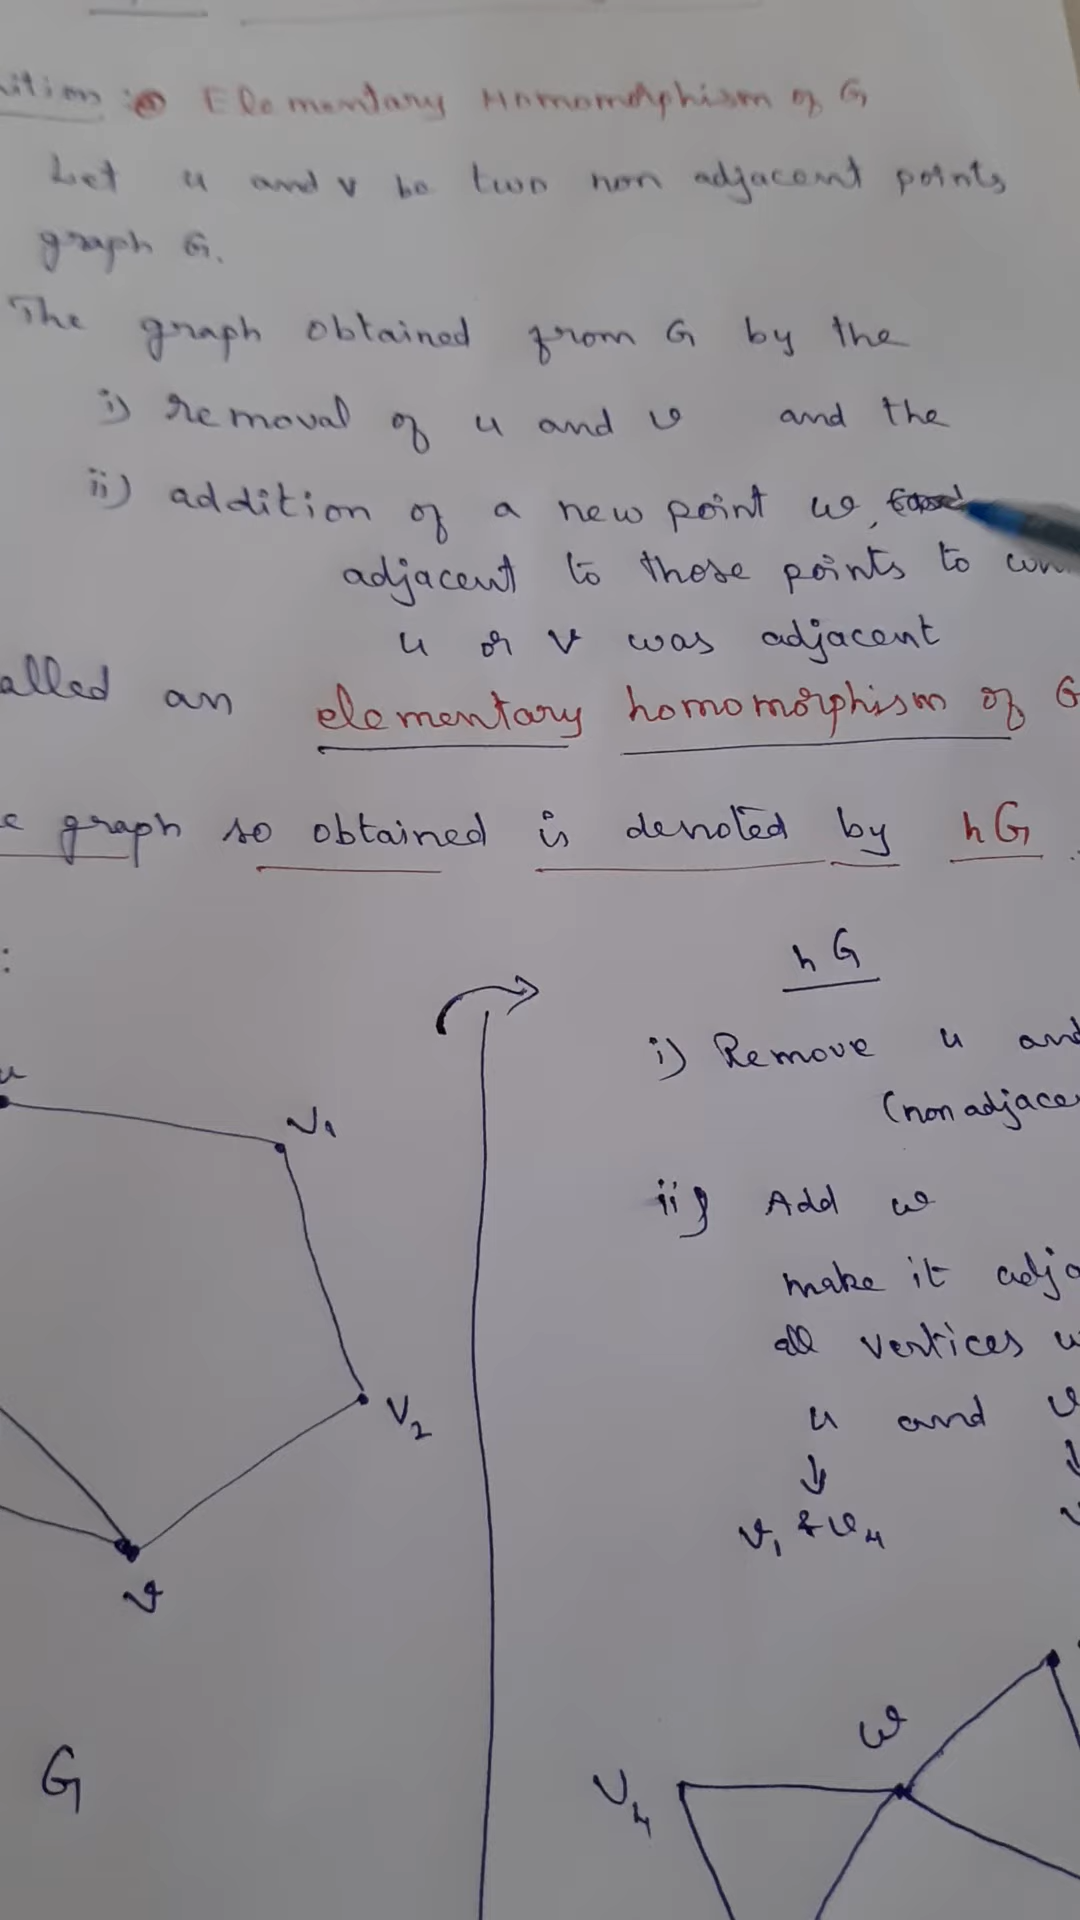 ition : Elementary Homomorphism of G
Let u and v be two non adjacent points
graph G.
The graph obtained from G by the
i) removal of u and v and the
ii) addition of a new point w,
adjacent to those points to
u or v was adjacent
alled an elementary homomorphism of G
e graph so obtained is denoted by hG.
:
u
V1
V2
v
G
hG
i) Remove u and
(non adjace
ii) Add w
make it adja
all vertices w
u and v
↓ ↓
v1 & v4 v
w
V4